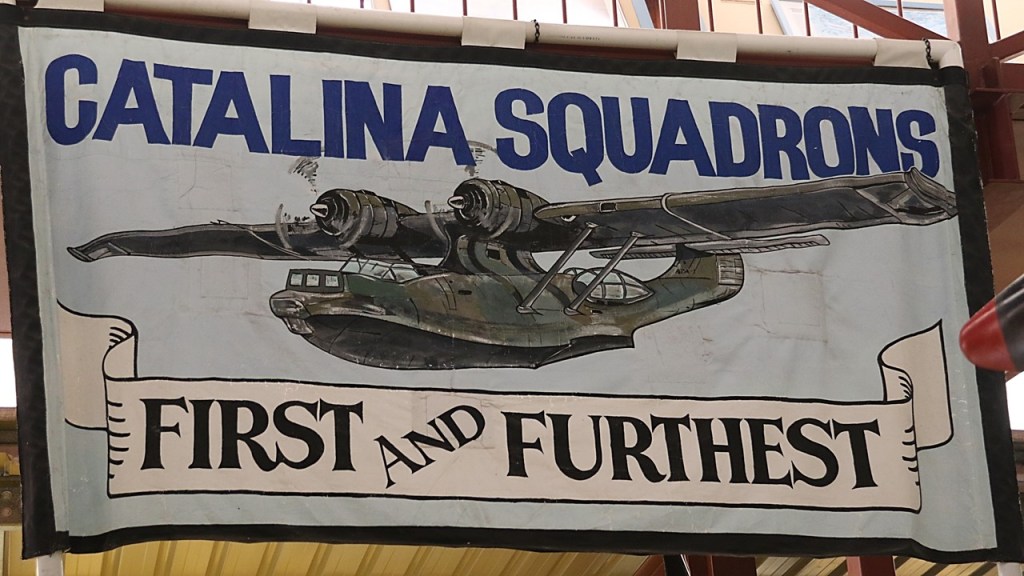 CATALINA SQUADRONS
FIRST AND FURTHEST